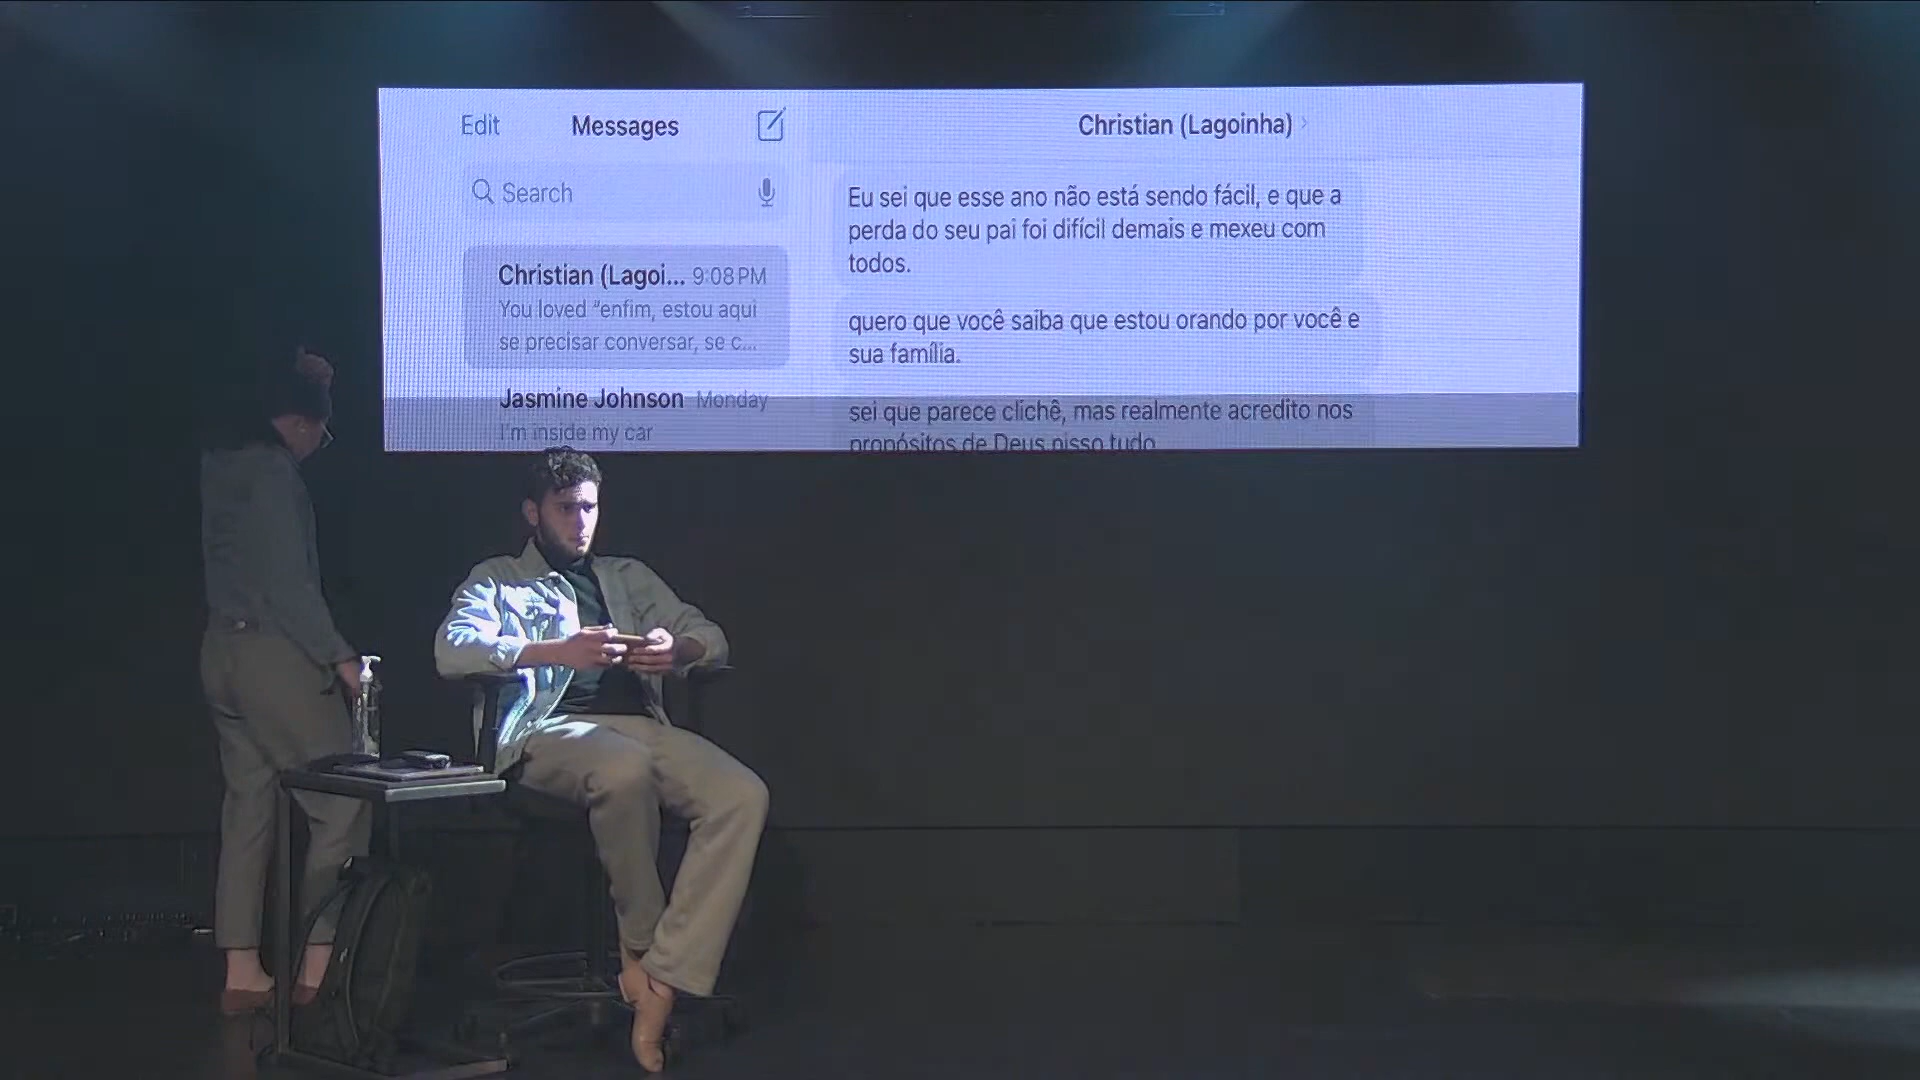 Edit
Messages
Search
Christian (Lagoi... 9:08 PM
You loved “enfim, estou aqui
se precisar conversar, se c...
Jasmine Johnson Monday
I'm inside my car
Christian (Lagoinha)
Eu sei que esse ano não está sendo fácil, e que a
perda do seu pai foi difícil demais e mexeu com
todos.
quero que você saiba que estou orando por você e
sua família.
sei que parece clichê, mas realmente acredito nos
propósitos de Deus nisso tudo